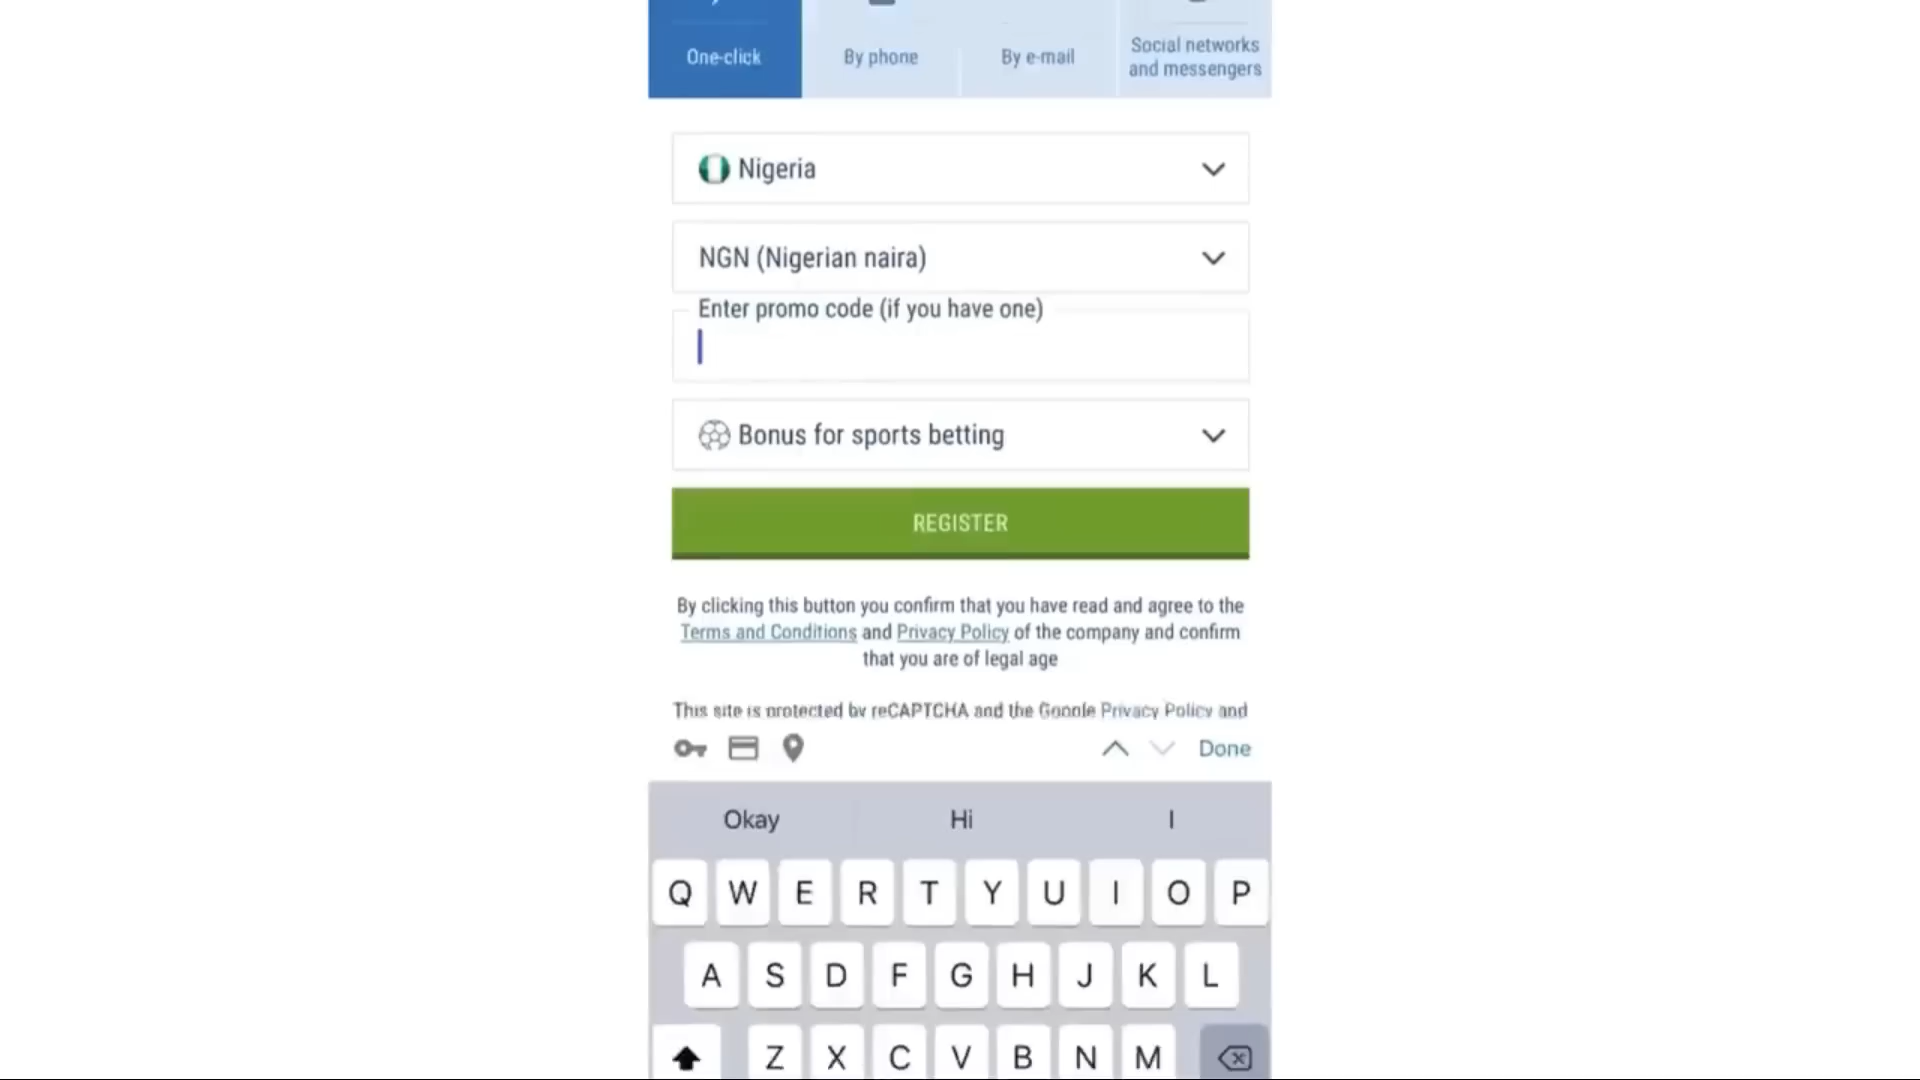 One-click
By phone
By e-mail
Social networks
and messengers
Nigeria
NGN (Nigerian naira)
Enter promo code (if you have one)
Bonus for sports betting
REGISTER
By clicking this button you confirm that you have read and agree to the
Terms and Conditions and Privacy Policy of the company and confirm
that you are of legal age
This site is protected by reCAPTCHA and the Google Privacy Policy and
Done
Okay Hi I
Q W E R T Y U I O P
A S D F G H J K L
Z X C V B N M